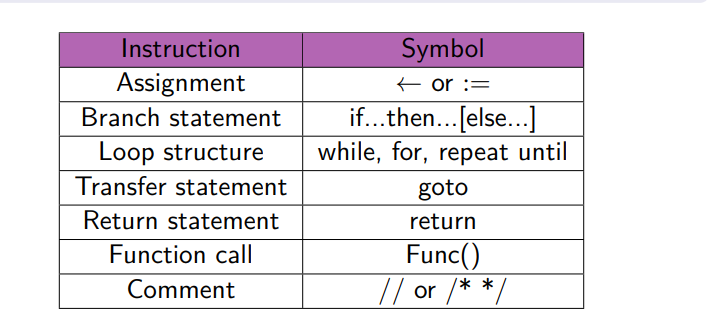 Instruction Symbol
Assignment ← or :=
Branch statement if...then...[else...]
Loop structure while, for, repeat until
Transfer statement goto
Return statement return
Function call Func()
Comment // or /* */